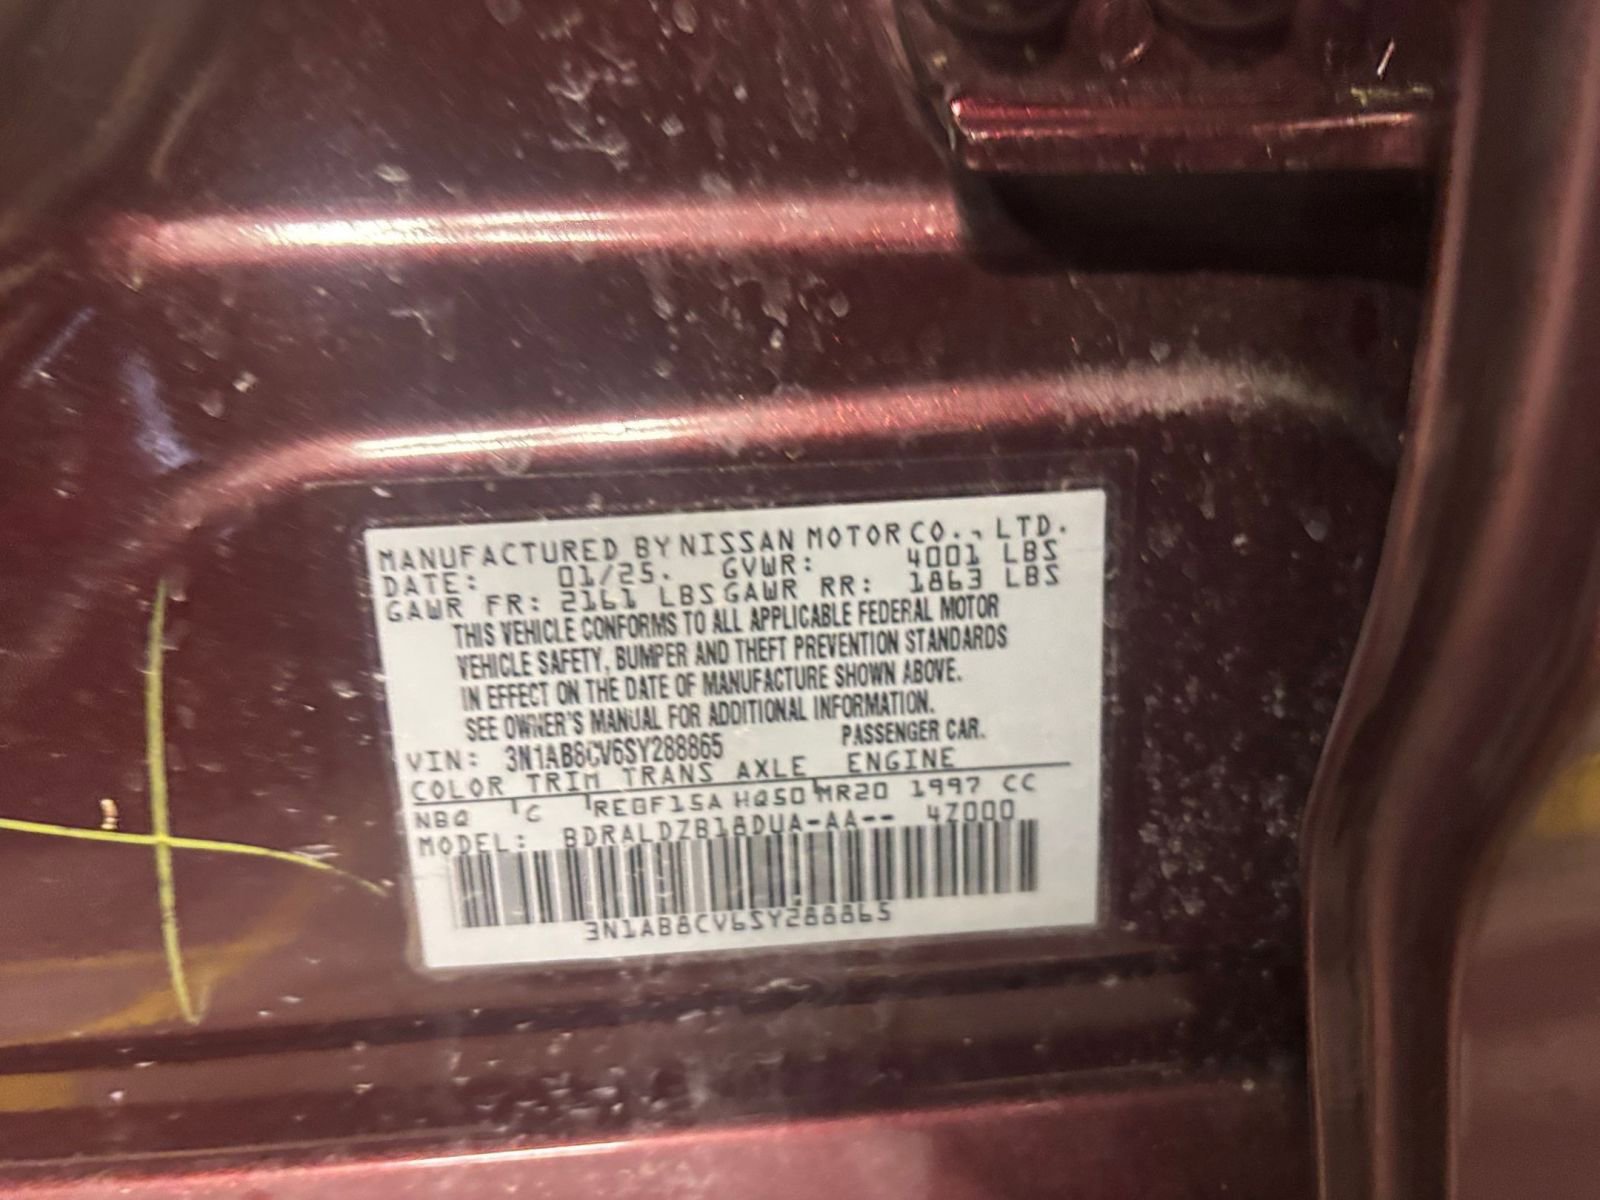 MANUFACTURED BY NISSAN MOTOR CO., LTD.
DATE: 01/25. GVWR: 4001 LBS
GAWR FR: 2161 LBS GAWR RR: 1863 LBS
THIS VEHICLE CONFORMS TO ALL APPLICABLE FEDERAL MOTOR
VEHICLE SAFETY, BUMPER AND THEFT PREVENTION STANDARDS
IN EFFECT ON THE DATE OF MANUFACTURE SHOWN ABOVE.
SEE OWNER'S MANUAL FOR ADDITIONAL INFORMATION.
VIN: 3N1AB8CV6SY288865 PASSENGER CAR.
COLOR TRIM TRANS AXLE ENGINE
NBQ C RE0F15A HQ50 MR20 1997 CC
MODEL: BDRALDZB18DUA-AA-- 4Z000
3N1AB8CV6SY288865